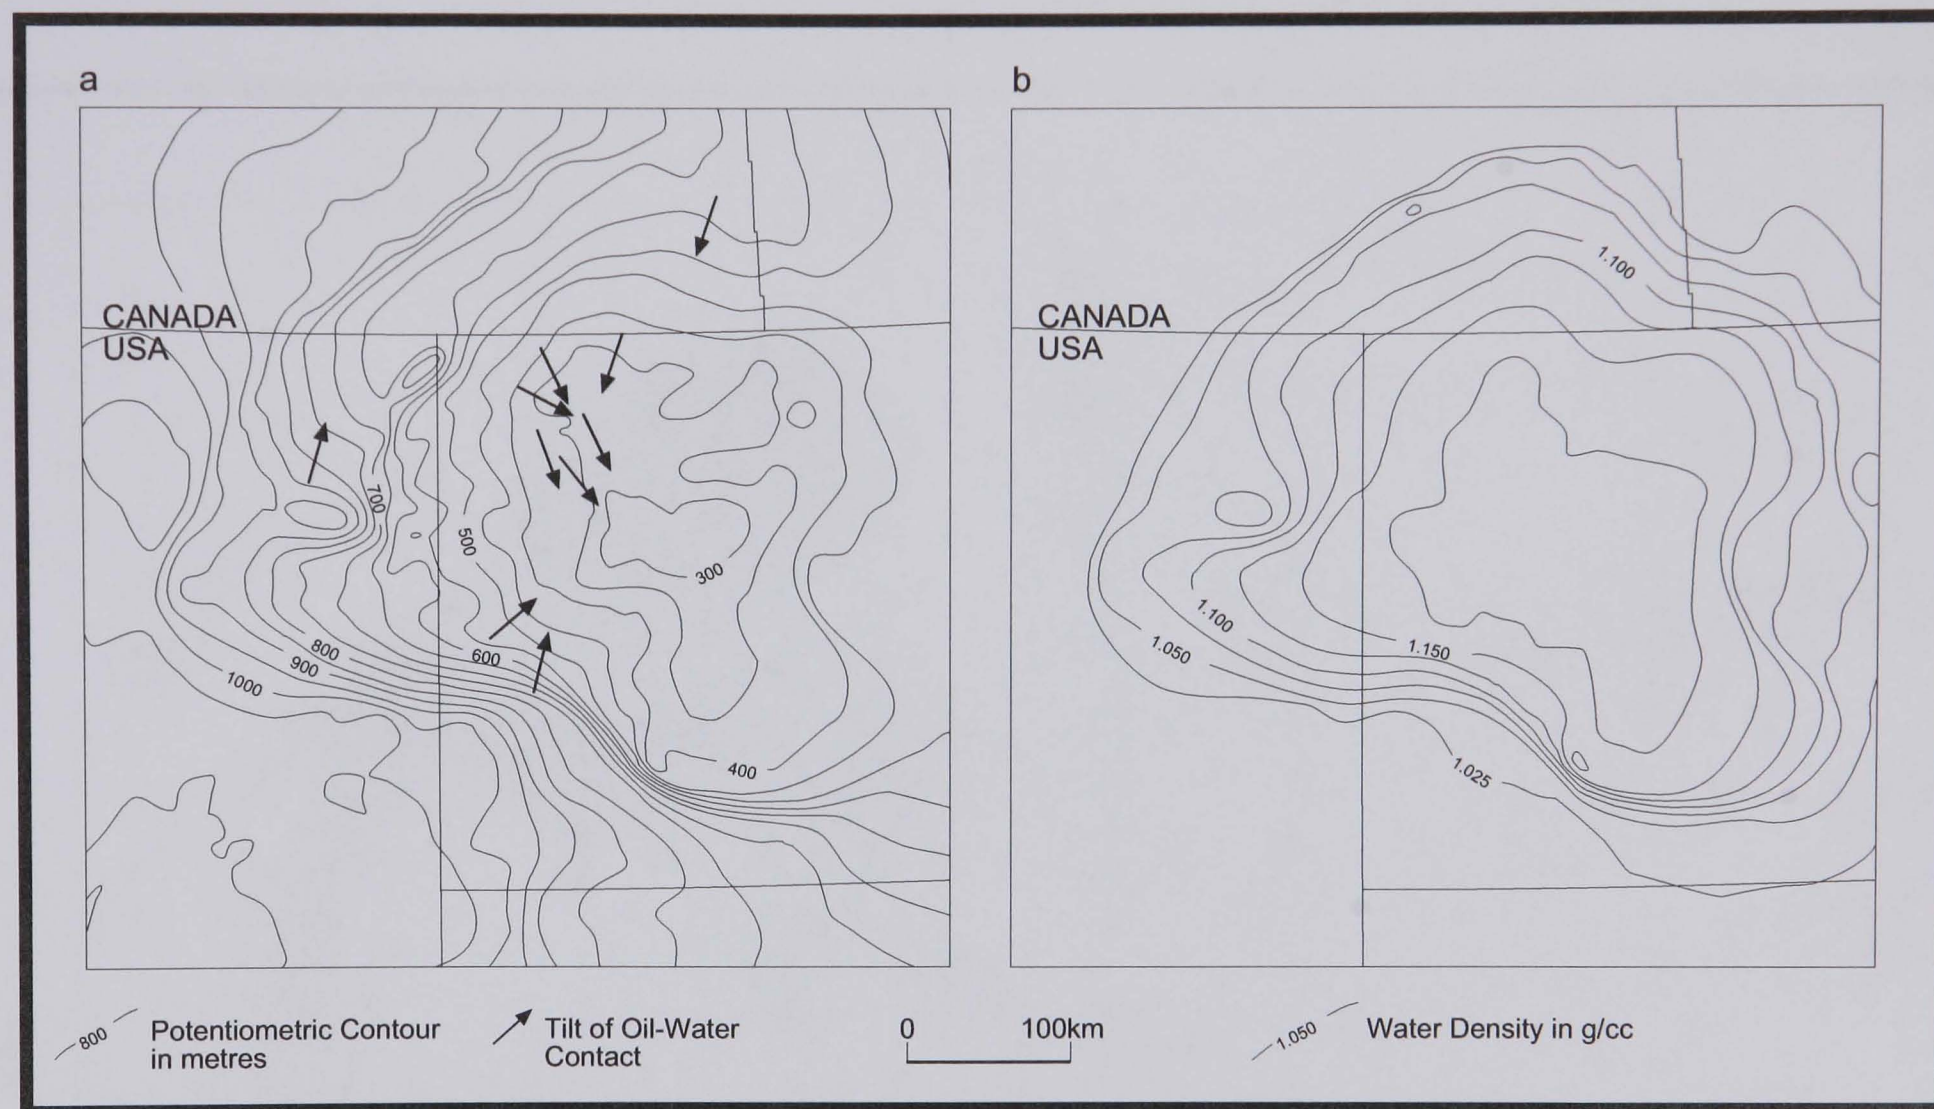 a
b
CANADA
USA
700
500
300
800
900
1000
600
400
CANADA
USA
1.100
1.100
1.050
1.150
1.025
800
Potentiometric Contour
in metres
Tilt of Oil-Water
Contact
0
100km
1.050
Water Density in g/cc